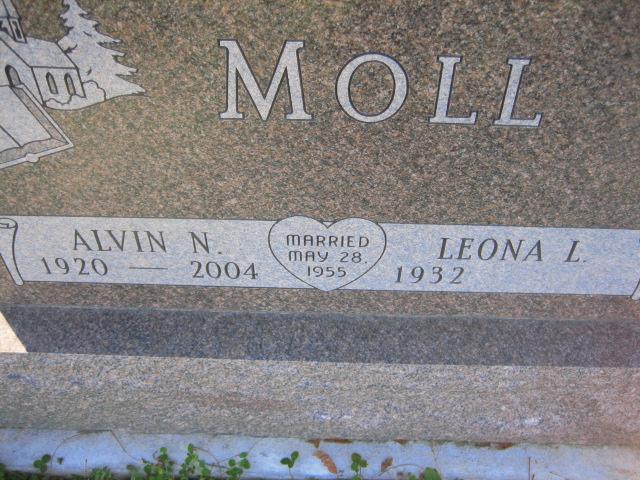 MOLL
ALVIN N.
1920 — 2004
MARRIED
MAY 28,
1955
LEONA L.
1932